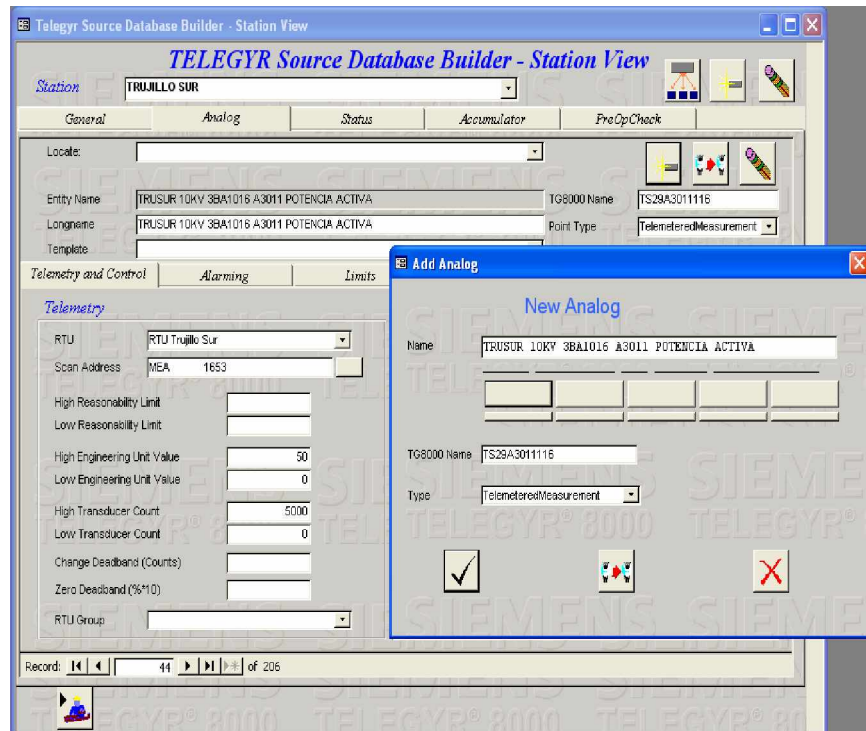 Telegyr Source Database Builder - Station View
TELEGYR Source Database Builder - Station View
Station TRUJILLO SUR
General Analog Status Accumulator PreOpCheck
Locate:
Entity Name TRUSUR 10KV 3BA1016 A3011 POTENCIA ACTIVA TG8000 Name TS29A3011116
Longname TRUSUR 10KV 3BA1016 A3011 POTENCIA ACTIVA Point Type TelemeteredMeasurement
Template
Telemetry and Control Alarming Limits
Telemetry
RTU RTU Trujillo Sur
Scan Address MEA 1653
High Reasonability Limit
Low Reasonability Limit
High Engineering Unit Value 50
Low Engineering Unit Value 0
High Transducer Count 5000
Low Transducer Count 0
Change Deadband (Counts)
Zero Deadband (%*10)
RTU Group
Record: 44 of 206
Add Analog
New Analog
Name TRUSUR 10KV 3BA1016 A3011 POTENCIA ACTIVA
TG8000 Name TS29A3011116
Type TelemeteredMeasurement
SIEMENS
TELEGYR® 8000